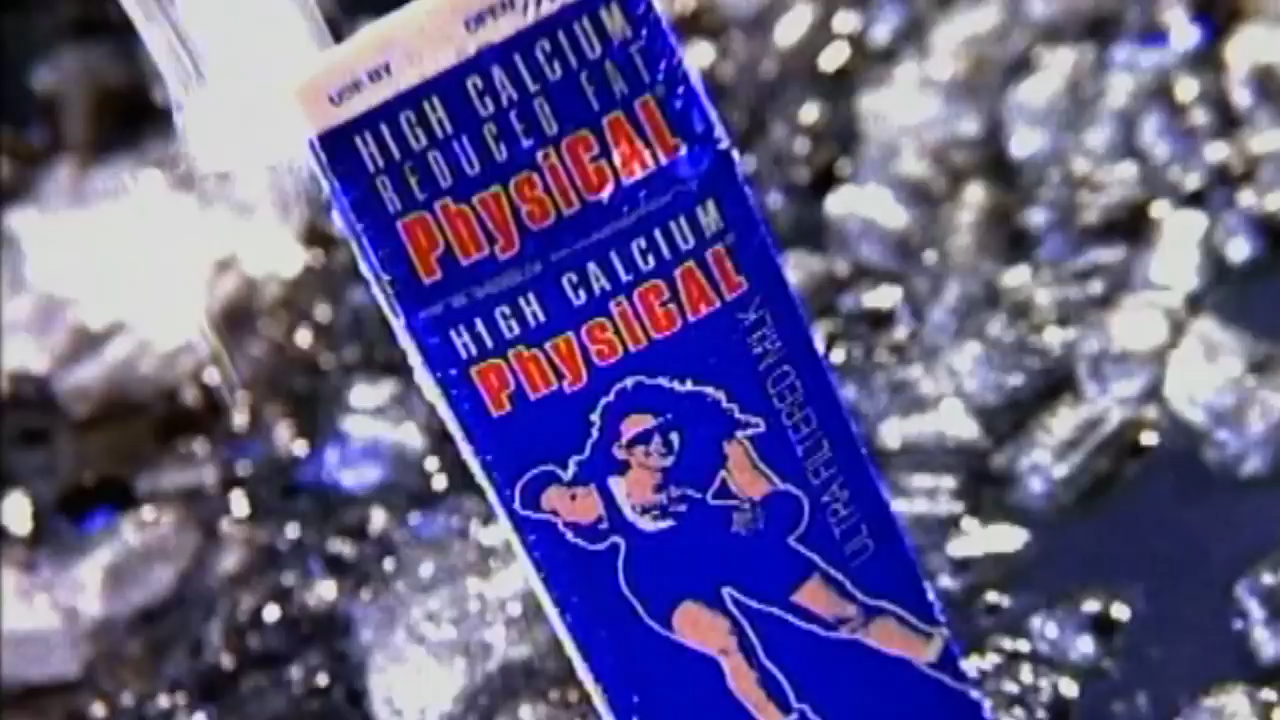 USE BY
OPEN
HIGH CALCIUM
REDUCED FAT
PhysiCAL
HIGH CALCIUM
PhysiCAL
ULTRA FILTERED MILK